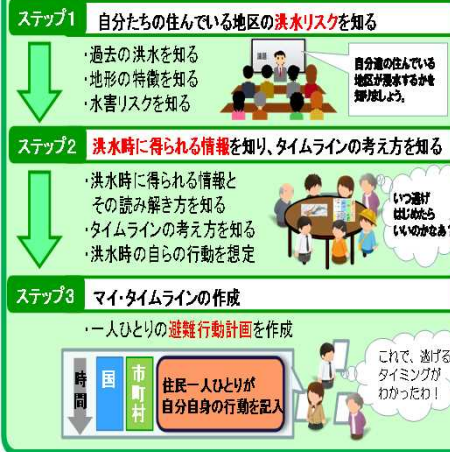 ステップ1 自分たちの住んでいる地区の洪水リスクを知る
・過去の洪水を知る
・地形の特徴を知る
・水害リスクを知る
自分達の住んでいる
地区が浸水するかを
知りましょう。
ステップ2 洪水時に得られる情報を知り、タイムラインの考え方を知る
・洪水時に得られる情報と
その読み解き方を知る
・タイムラインの考え方を知る
・洪水時の自らの行動を想定
いつ逃げ
はじめたら
いいのかなあ?
ステップ3 マイ・タイムラインの作成
・一人ひとりの避難行動計画を作成
時間
国
市町村
住民一人ひとりが
自分自身の行動を記入
これで、逃げる
タイミングが
わかったわ!